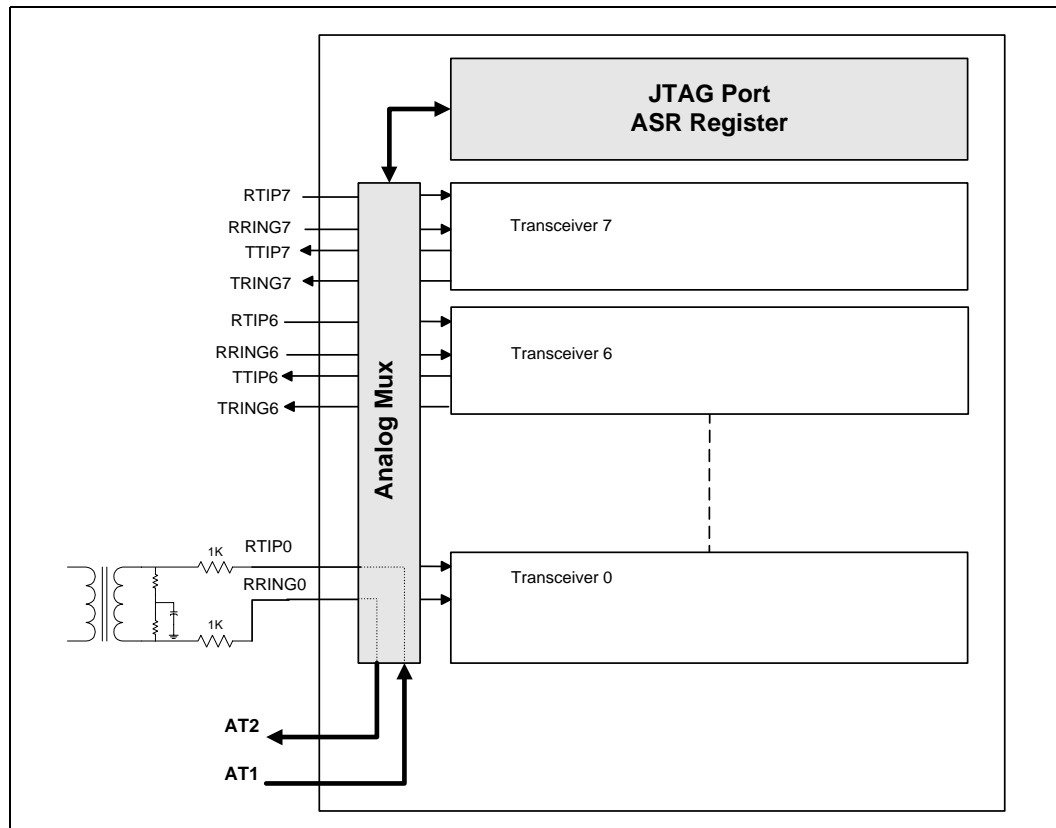 JTAG Port
ASR Register
RTIP7
RRING7
TTIP7
TRING7
Transceiver 7
RTIP6
RRING6
TTIP6
TRING6
Transceiver 6
Analog Mux
1K
RTIP0
RRING0
1K
Transceiver 0
AT2
AT1